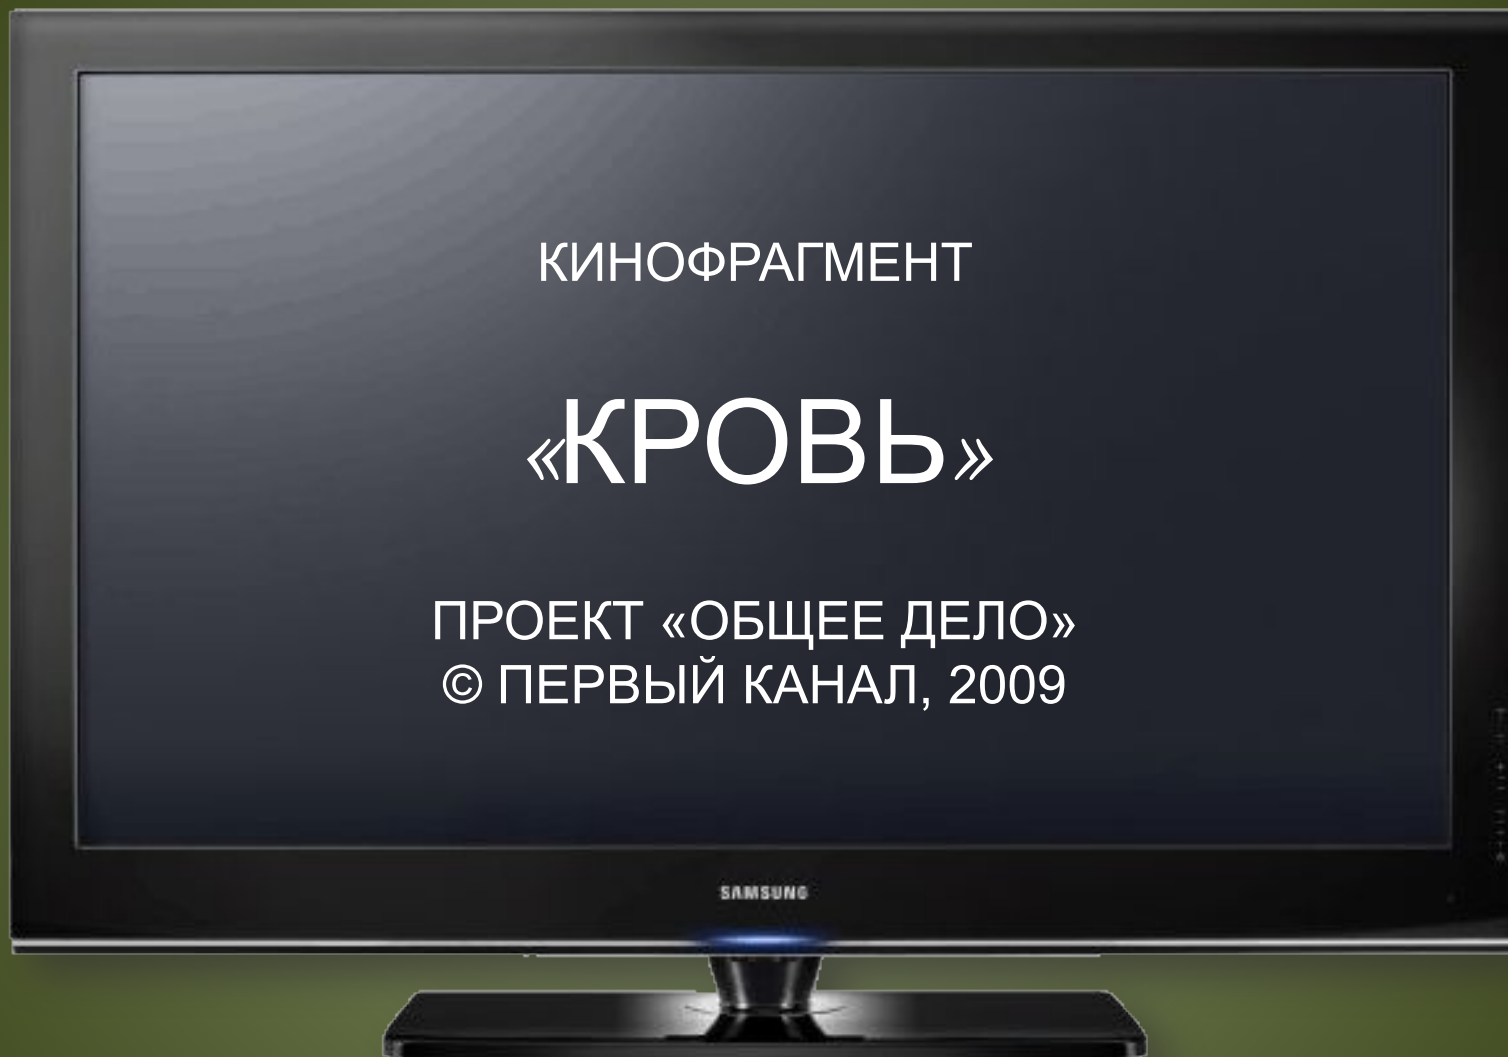 КИНОФРАГМЕНТ
«КРОВЬ»
ПРОЕКТ «ОБЩЕЕ ДЕЛО»
© ПЕРВЫЙ КАНАЛ, 2009
SAMSUNG